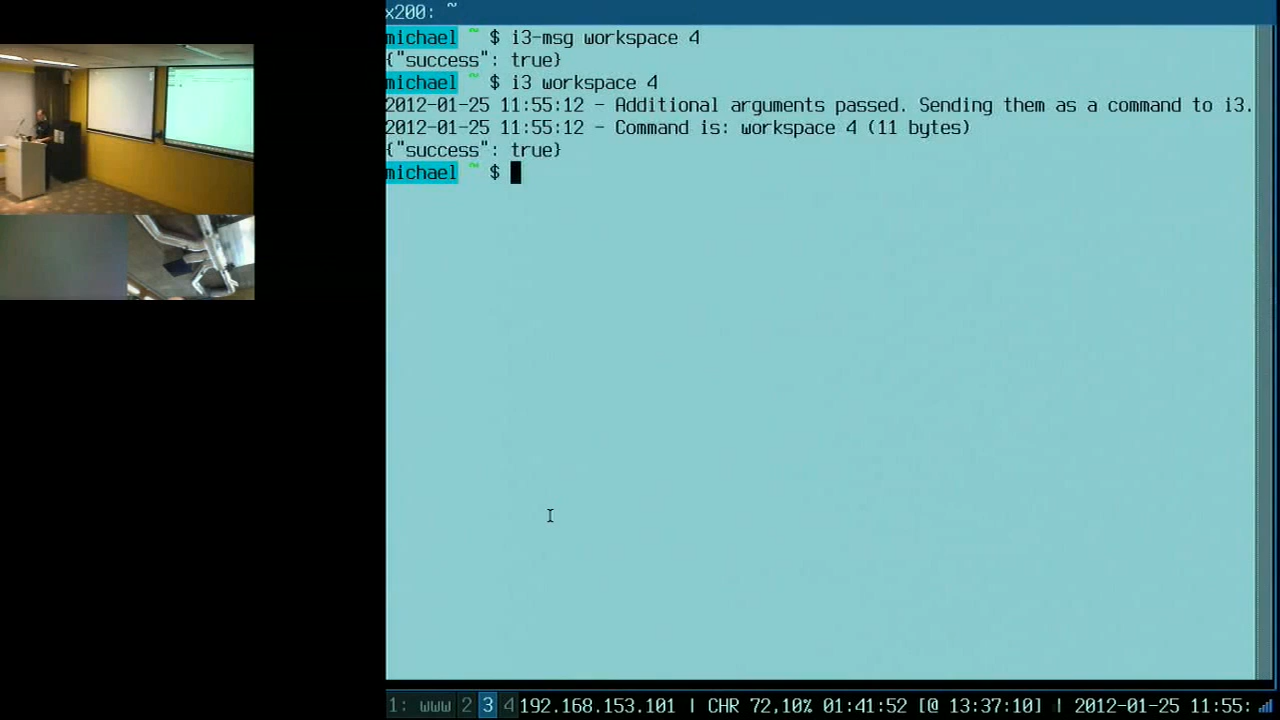 x200: ~
michael ~ $ i3-msg workspace 4
{"success": true}
michael ~ $ i3 workspace 4
2012-01-25 11:55:12 - Additional arguments passed. Sending them as a command to i3.
2012-01-25 11:55:12 - Command is: workspace 4 (11 bytes)
{"success": true}
michael ~ $
1: www 2 3 4 192.168.153.101 | CHR 72,10% 01:41:52 [@ 13:37:10] | 2012-01-25 11:55: